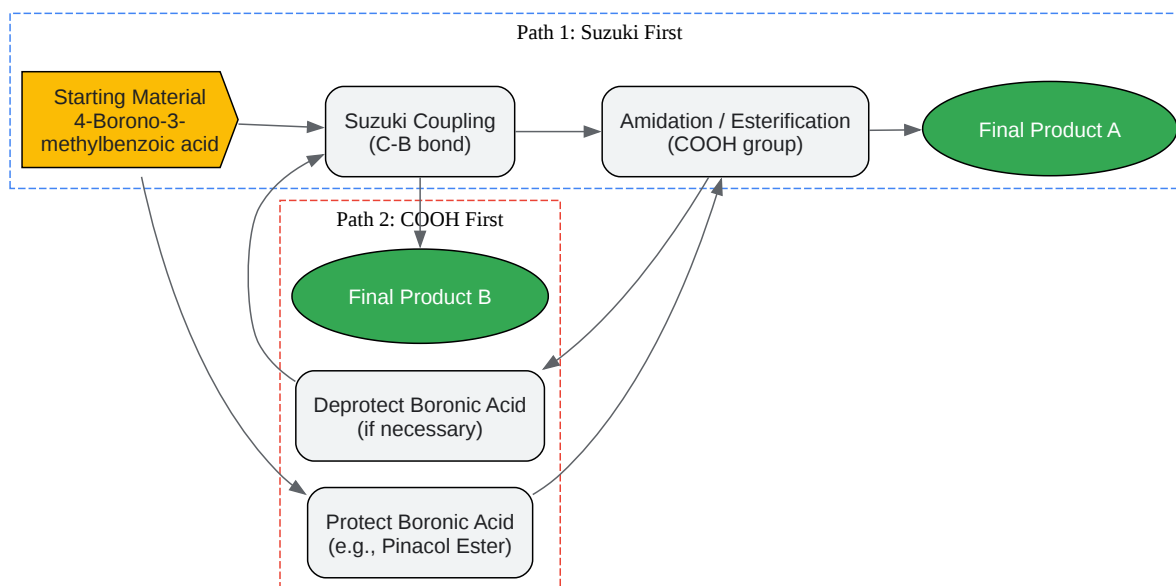 Path 1: Suzuki First
Starting Material
4-Borono-3-
methylbenzoic acid
Suzuki Coupling
(C-B bond)
Amidation / Esterification
(COOH group)
Final Product A
Path 2: COOH First
Final Product B
Deprotect Boronic Acid
(if necessary)
Protect Boronic Acid
(e.g., Pinacol Ester)